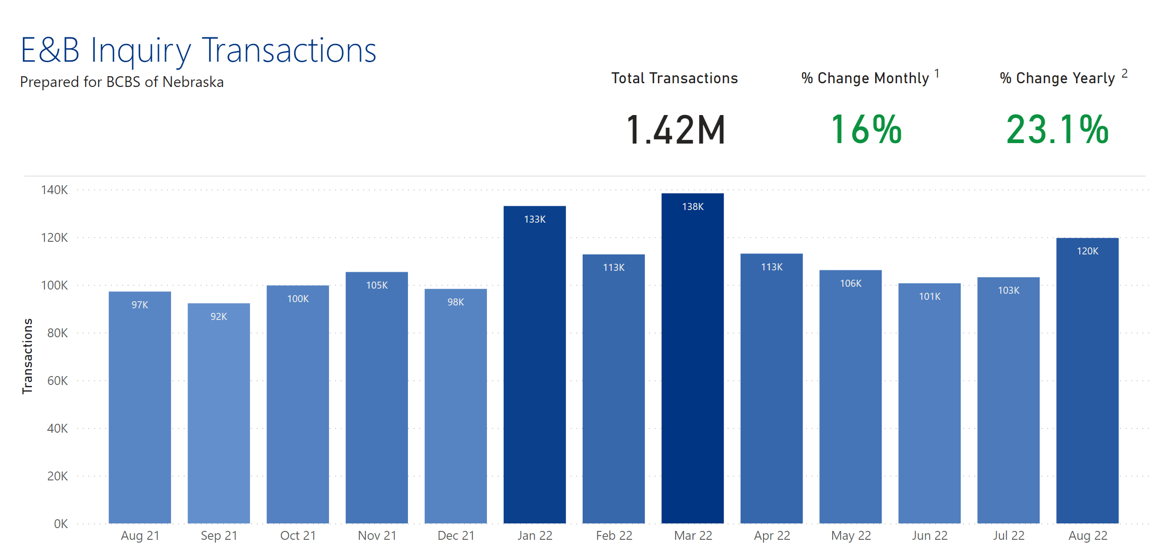 E&B Inquiry Transactions
Prepared for BCBS of Nebraska
Total Transactions
1.42M
% Change Monthly 1
16%
% Change Yearly 2
23.1%
Transactions
140K
120K
100K
80K
60K
40K
20K
0K
97K
92K
100K
105K
98K
133K
113K
138K
113K
106K
101K
103K
120K
Aug 21
Sep 21
Oct 21
Nov 21
Dec 21
Jan 22
Feb 22
Mar 22
Apr 22
May 22
Jun 22
Jul 22
Aug 22